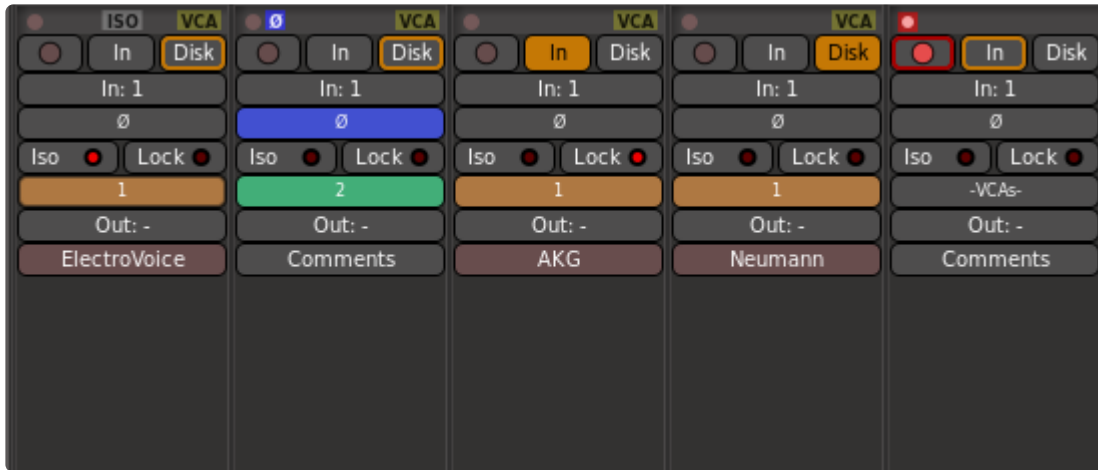 ISO VCA Ø VCA VCA VCA
In Disk In Disk In Disk In Disk In Disk
In: 1 In: 1 In: 1 In: 1 In: 1
Ø Ø Ø Ø Ø
Iso Lock Iso Lock Iso Lock Iso Lock Iso Lock
1 2 1 1 -VCAs-
Out: - Out: - Out: - Out: - Out: -
ElectroVoice Comments AKG Neumann Comments